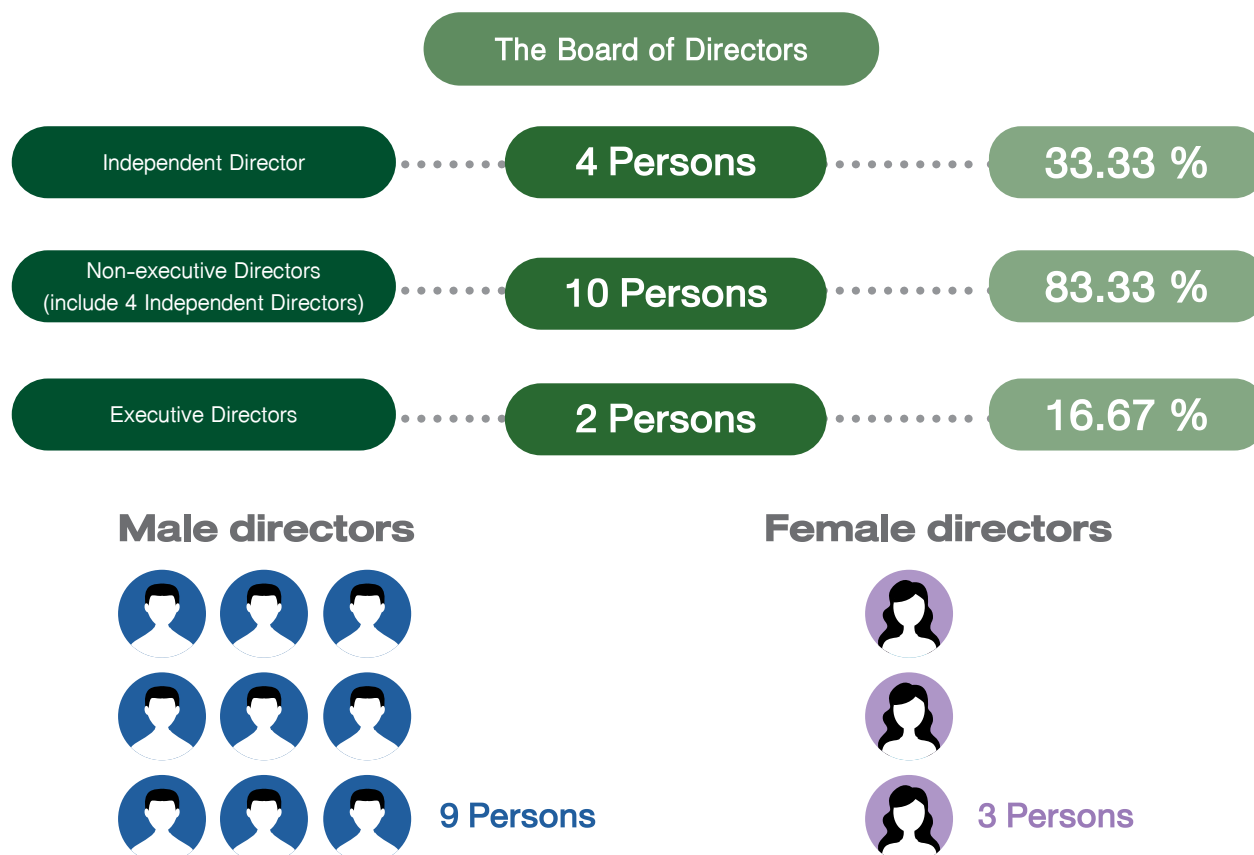 The Board of Directors
Independent Director
4 Persons
33.33 %
Non-executive Directors
(include 4 Independent Directors)
10 Persons
83.33 %
Executive Directors
2 Persons
16.67 %
Male directors
Female directors
9 Persons
3 Persons